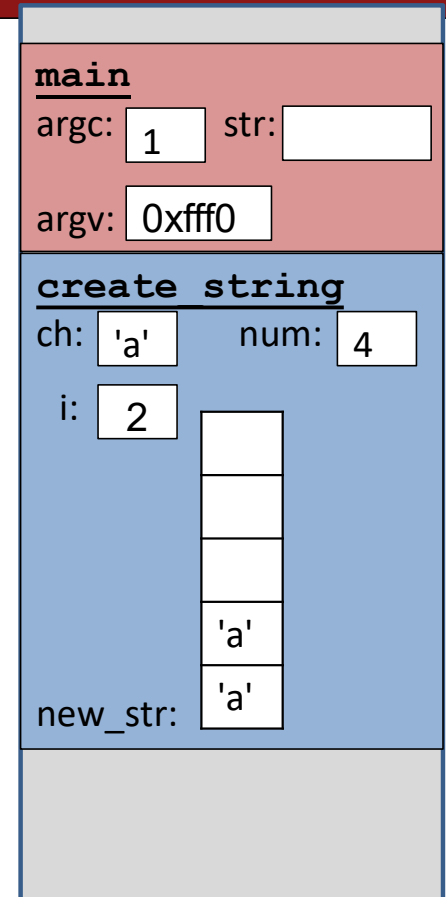 main
argc: 1 str:
argv: 0xfff0
create_string
ch: 'a' num: 4
i: 2
'a'
'a'
new_str: